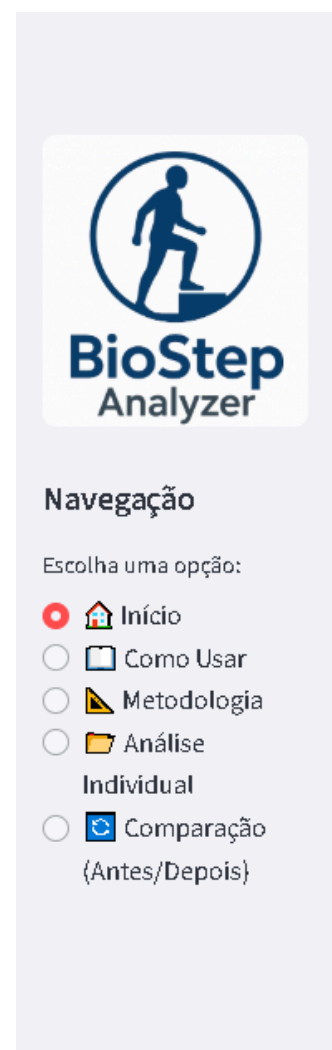 BioStep
Analyzer
Navegação
Escolha uma opção:
🏠 Início
📖 Como Usar
📐 Metodologia
📂 Análise
Individual
🔄 Comparação
(Antes/Depois)